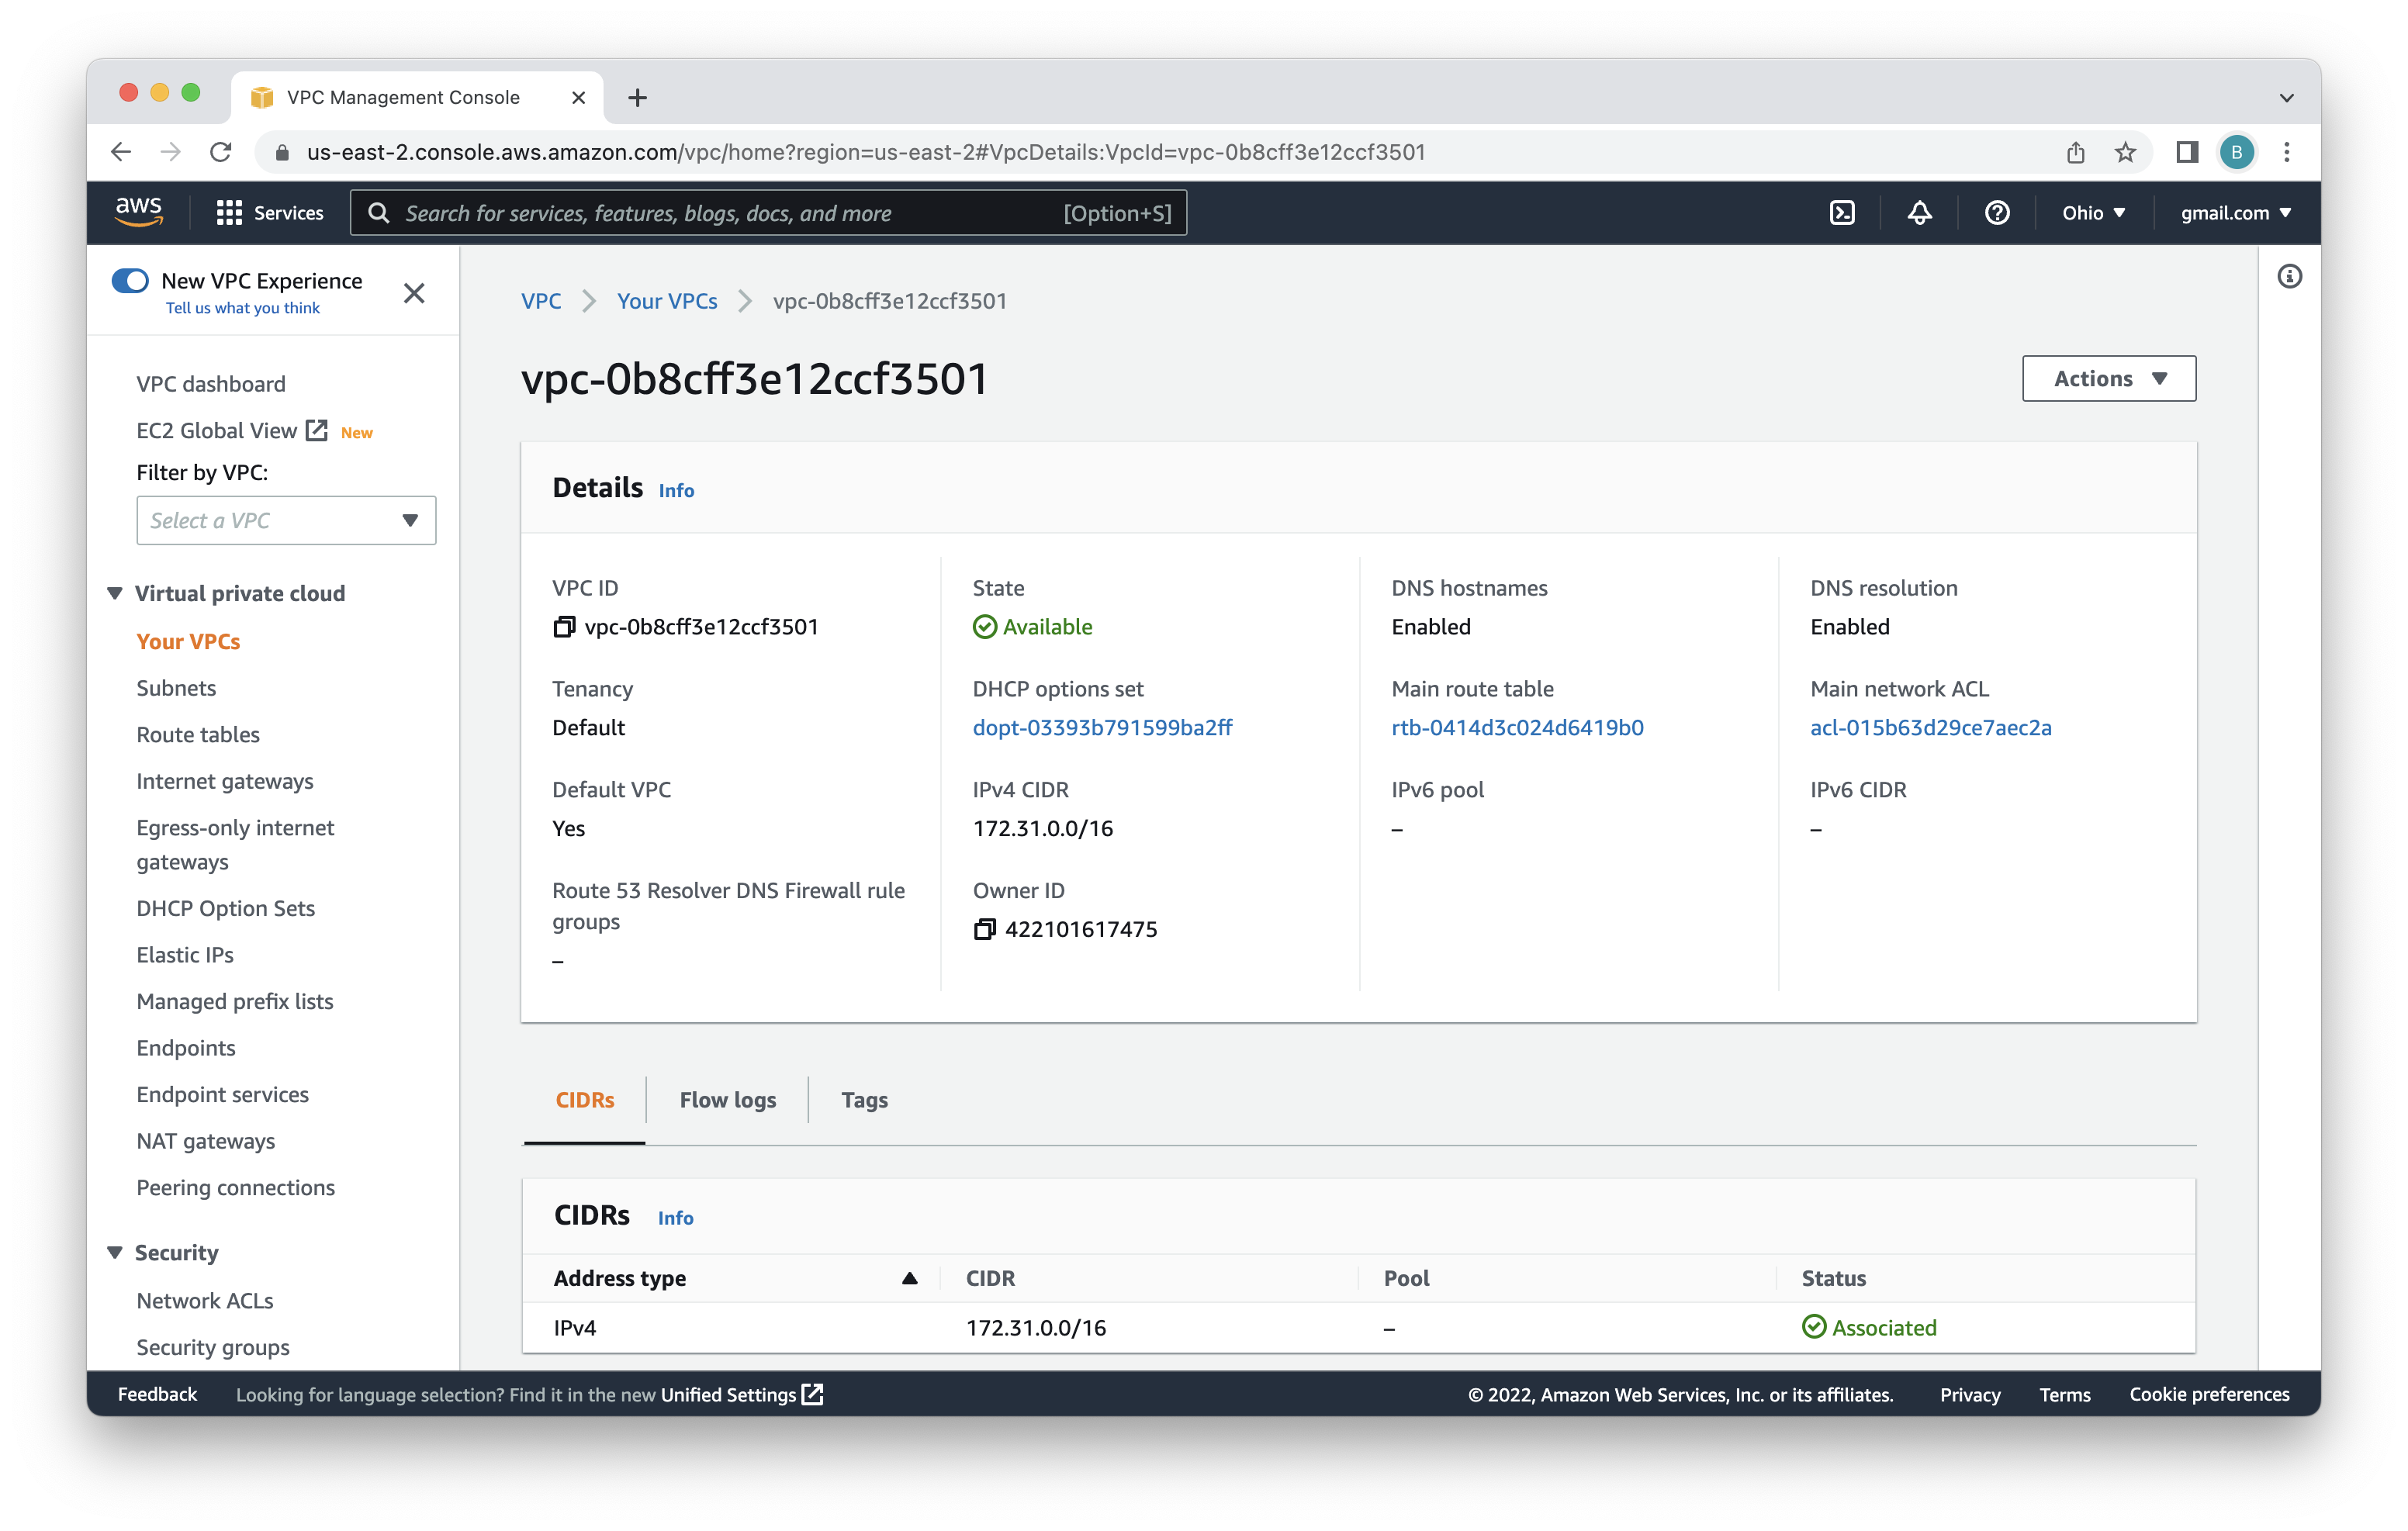 VPC Management Console
us-east-2.console.aws.amazon.com/vpc/home?region=us-east-2#VpcDetails:VpcId=vpc-0b8cff3e12ccf3501
B
aws
Services
Search for services, features, blogs, docs, and more
[Option+S]
Ohio
gmail.com
New VPC Experience
Tell us what you think
VPC dashboard
EC2 Global View New
Filter by VPC:
Select a VPC
Virtual private cloud
Your VPCs
Subnets
Route tables
Internet gateways
Egress-only internet
gateways
DHCP Option Sets
Elastic IPs
Managed prefix lists
Endpoints
Endpoint services
NAT gateways
Peering connections
Security
Network ACLs
Security groups
VPC
Your VPCs
vpc-0b8cff3e12ccf3501
vpc-0b8cff3e12ccf3501
Actions
Details Info
VPC ID
vpc-0b8cff3e12ccf3501
State
Available
DNS hostnames
Enabled
DNS resolution
Enabled
Tenancy
Default
DHCP options set
dopt-03393b791599ba2ff
Main route table
rtb-0414d3c024d6419b0
Main network ACL
acl-015b63d29ce7aec2a
Default VPC
Yes
IPv4 CIDR
172.31.0.0/16
IPv6 pool
–
IPv6 CIDR
–
Route 53 Resolver DNS Firewall rule
groups
–
Owner ID
422101617475
CIDRs
Flow logs
Tags
CIDRs Info
Address type
CIDR
Pool
Status
IPv4
172.31.0.0/16
–
Associated
Feedback
Looking for language selection? Find it in the new Unified Settings
© 2022, Amazon Web Services, Inc. or its affiliates.
Privacy
Terms
Cookie preferences